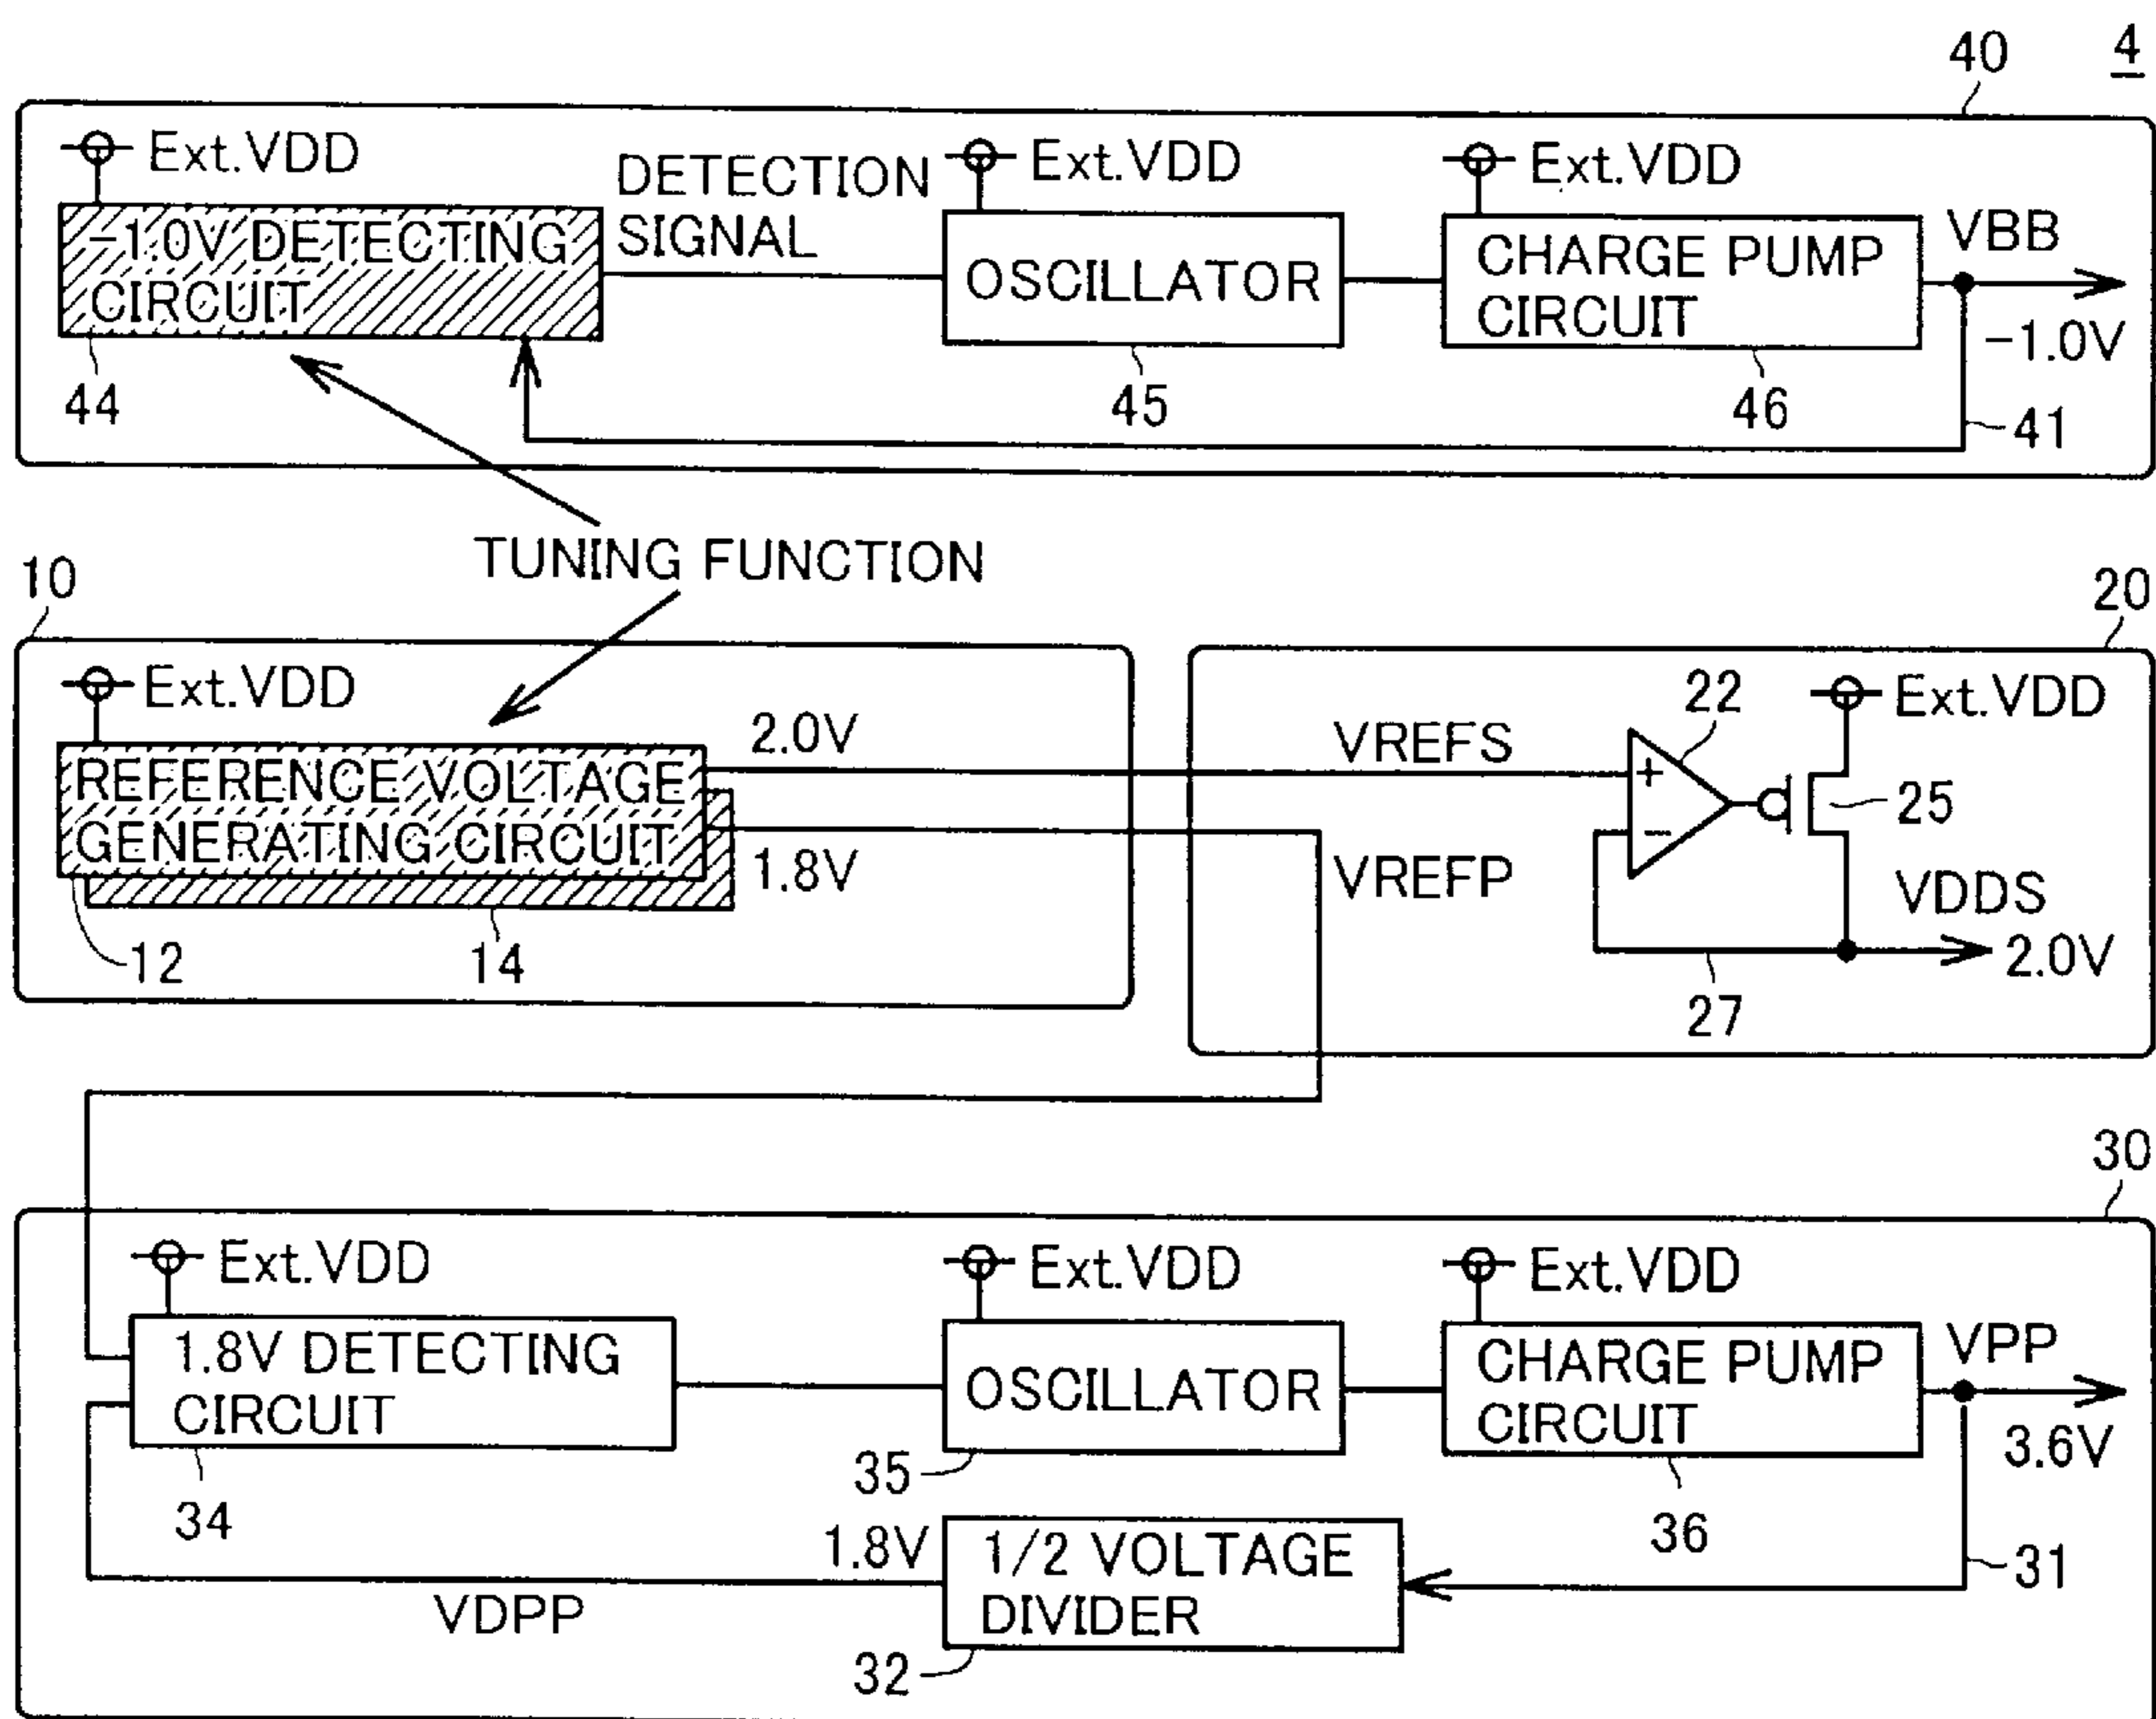 4
40
Ext.VDD
DETECTION
SIGNAL
Ext.VDD
Ext.VDD
-1.0V DETECTING
CIRCUIT
OSCILLATOR
CHARGE PUMP
CIRCUIT
VBB
-1.0V
44
45
46
41
TUNING FUNCTION
10
20
Ext.VDD
2.0V
REFERENCE VOLTAGE
GENERATING CIRCUIT
1.8V
12
14
VREFS
VREFP
22
+
-
Ext.VDD
25
VDDS
2.0V
27
30
Ext.VDD
Ext.VDD
Ext.VDD
1.8V DETECTING
CIRCUIT
OSCILLATOR
CHARGE PUMP
CIRCUIT
VPP
3.6V
34
35
36
31
1.8V
1/2 VOLTAGE
DIVIDER
VDPP
32